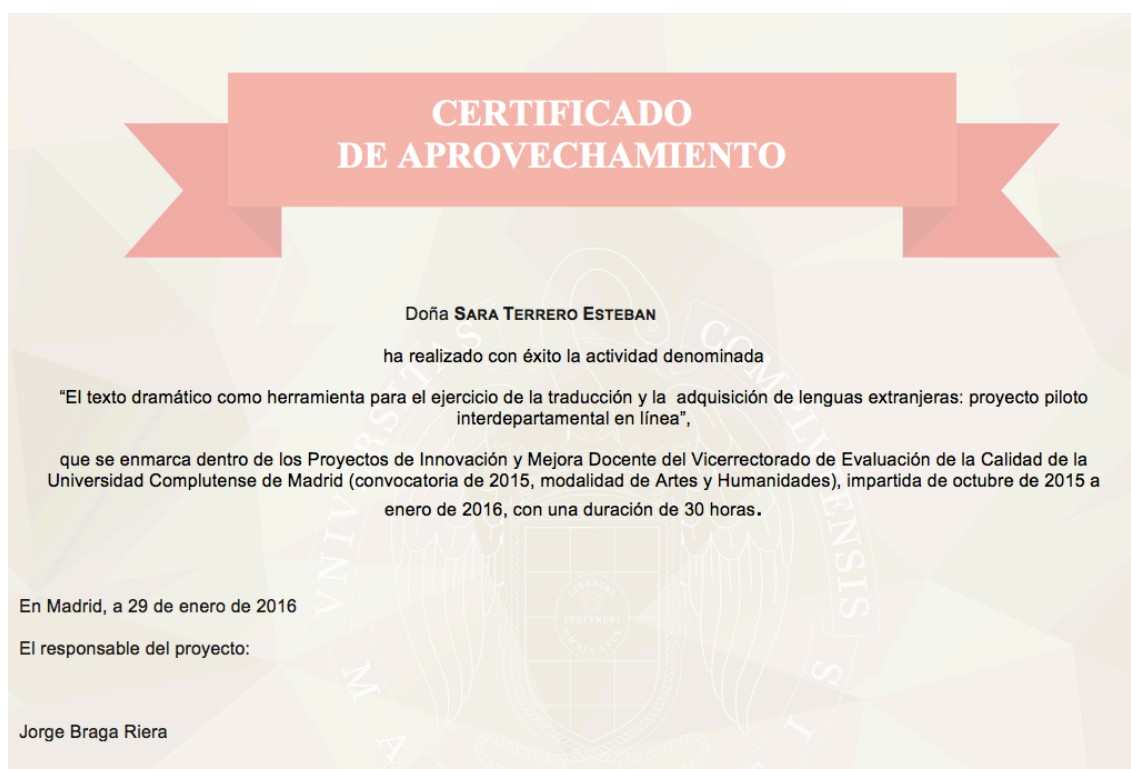 CERTIFICADO
DE APROVECHAMIENTO
Doña SARA TERRERO ESTEBAN
ha realizado con éxito la actividad denominada
“El texto dramático como herramienta para el ejercicio de la traducción y la adquisición de lenguas extranjeras: proyecto piloto
interdepartamental en línea”,
que se enmarca dentro de los Proyectos de Innovación y Mejora Docente del Vicerrectorado de Evaluación de la Calidad de la
Universidad Complutense de Madrid (convocatoria de 2015, modalidad de Artes y Humanidades), impartida de octubre de 2015 a
enero de 2016, con una duración de 30 horas.
En Madrid, a 29 de enero de 2016
El responsable del proyecto:
Jorge Braga Riera